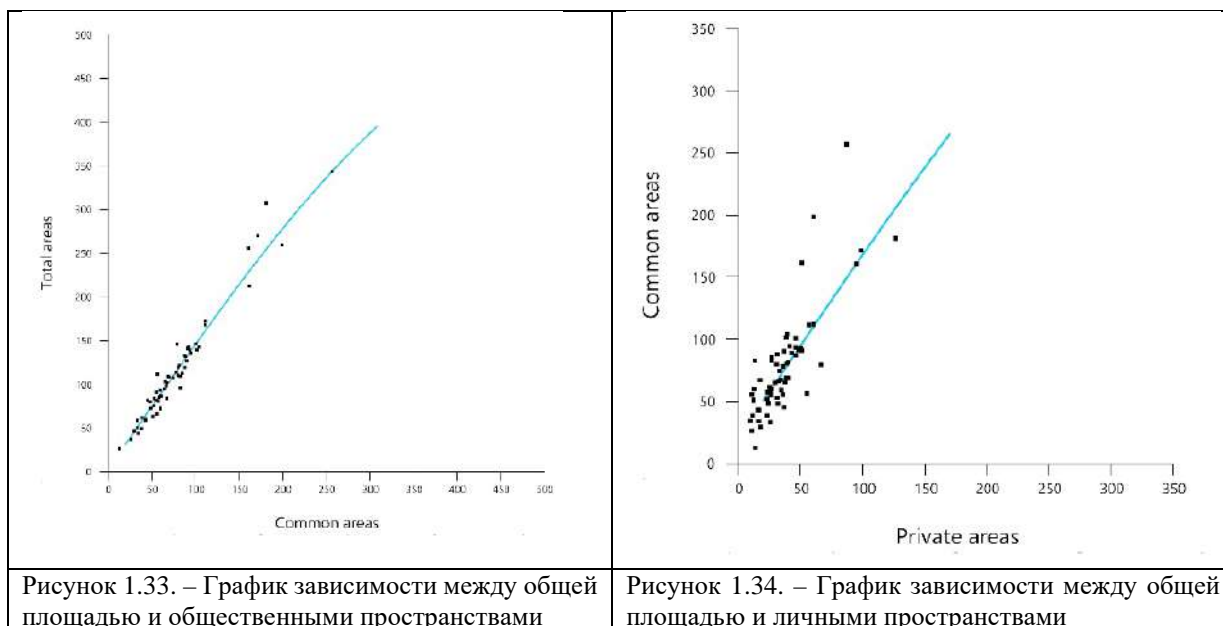 500
450
500
350
300
250
200
150
100
50
0
Total areas
0 50 100 150 200 250 300 350 400 450 500
Common areas
350
300
250
200
150
100
50
0
Common areas
0 50 100 150 200 250 300 350
Private areas
Рисунок 1.33. – График зависимости между общей
площадью и общественными пространствами
Рисунок 1.34. – График зависимости между общей
площадью и личными пространствами